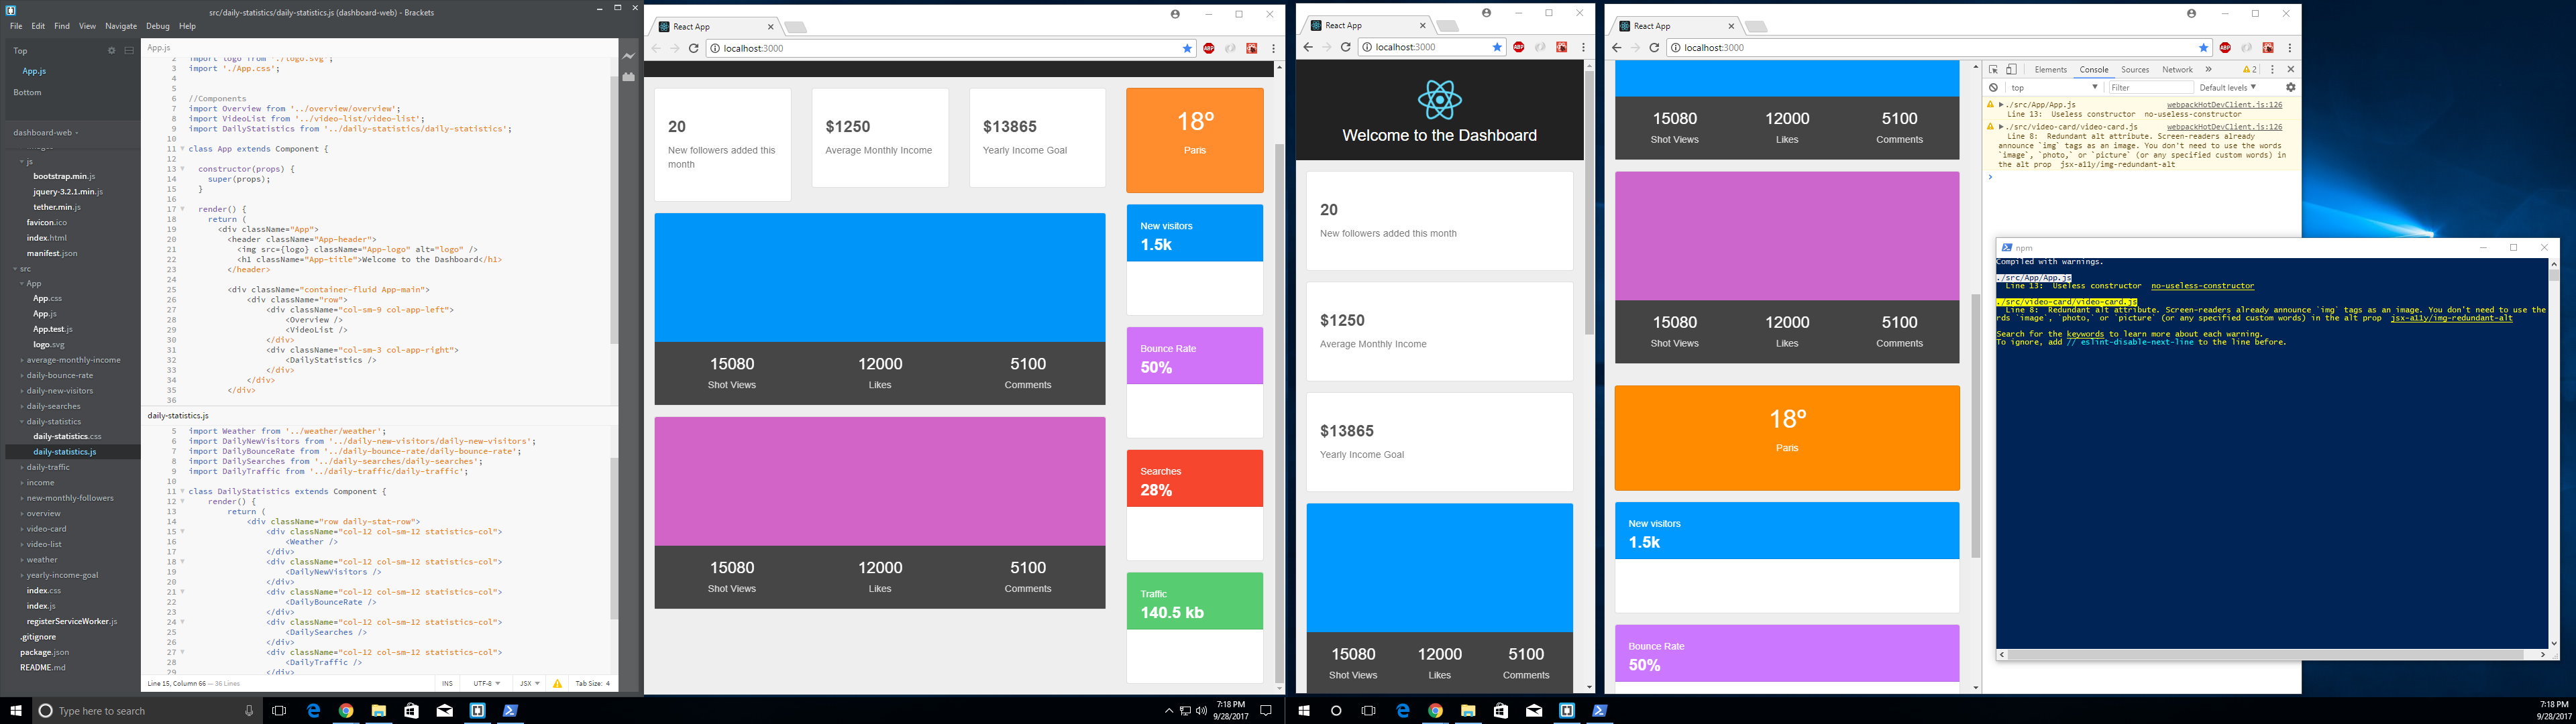 src/daily-statistics/daily-statistics.js (dashboard-web) - Brackets
File Edit Find View Navigate Debug Help
Top
App.js
Bottom
dashboard-web
js
bootstrap.min.js
jquery-3.2.1.min.js
tether.min.js
favicon.ico
index.html
manifest.json
src
App
App.css
App.js
App.test.js
logo.svg
average-monthly-income
daily-bounce-rate
daily-new-visitors
daily-searches
daily-statistics
daily-statistics.css
daily-statistics.js
daily-traffic
income
new-monthly-followers
overview
video-card
video-list
weather
yearly-income-goal
index.css
index.js
registerServiceWorker.js
.gitignore
package.json
README.md
App.js
2 import logo from './logo.svg';
3 import './App.css';
4
5
6 //Components
7 import Overview from '../overview/overview';
8 import VideoList from '../video-list/video-list';
9 import DailyStatistics from '../daily-statistics/daily-statistics';
10
11 class App extends Component {
12
13 constructor(props) {
14 super(props);
15 }
16
17 render() {
18 return (
19 <div className="App">
20 <header className="App-header">
21 <img src={logo} className="App-logo" alt="logo" />
22 <h1 className="App-title">Welcome to the Dashboard</h1>
23 </header>
24
25 <div className="container-fluid App-main">
26 <div className="row">
27 <div className="col-sm-9 col-app-left">
28 <Overview />
29 <VideoList />
30 </div>
31 <div className="col-sm-3 col-app-right">
32 <DailyStatistics />
33 </div>
34 </div>
35 </div>
36
daily-statistics.js
5 import Weather from '../weather/weather';
6 import DailyNewVisitors from '../daily-new-visitors/daily-new-visitors';
7 import DailyBounceRate from '../daily-bounce-rate/daily-bounce-rate';
8 import DailySearches from '../daily-searches/daily-searches';
9 import DailyTraffic from '../daily-traffic/daily-traffic';
10
11 class DailyStatistics extends Component {
12 render() {
13 return (
14 <div className="row daily-stat-row">
15 <div className="col-12 col-sm-12 statistics-col">
16 <Weather />
17 </div>
18 <div className="col-12 col-sm-12 statistics-col">
19 <DailyNewVisitors />
20 </div>
21 <div className="col-12 col-sm-12 statistics-col">
22 <DailyBounceRate />
23 </div>
24 <div className="col-12 col-sm-12 statistics-col">
25 <DailySearches />
26 </div>
27 <div className="col-12 col-sm-12 statistics-col">
28 <DailyTraffic />
29 </div>
Line 15, Column 66 — 36 Lines
INS UTF-8 JSX Tab Size: 4
React App
localhost:3000
ABP
20
New followers added this
month
$1250
Average Monthly Income
$13865
Yearly Income Goal
18º
Paris
15080 12000 5100
Shot Views Likes Comments
15080 12000 5100
Shot Views Likes Comments
New visitors
1.5k
Bounce Rate
50%
Searches
28%
Traffic
140.5 kb
React App
localhost:3000
ABP
Welcome to the Dashboard
20
New followers added this month
$1250
Average Monthly Income
$13865
Yearly Income Goal
15080 12000 5100
Shot Views Likes Comments
React App
localhost:3000
ABP
15080 12000 5100
Shot Views Likes Comments
15080 12000 5100
Shot Views Likes Comments
18º
Paris
New visitors
1.5k
Bounce Rate
50%
Elements Console Sources Network » 2
top Filter Default levels
./src/App/App.js webpackHotDevClient.js:126
Line 13: Useless constructor no-useless-constructor
./src/video-card/video-card.js webpackHotDevClient.js:126
Line 8: Redundant alt attribute. Screen-readers already
announce `img` tags as an image. You don't need to use the words
`image`, `photo,` or `picture` (or any specified custom words) in
the alt prop jsx-a11y/img-redundant-alt
npm
Compiled with warnings.
./src/App/App.js
Line 13: Useless constructor no-useless-constructor
./src/video-card/video-card.js
Line 8: Redundant alt attribute. Screen-readers already announce `img` tags as an image. You don't need to use the wo
rds `image`, `photo,` or `picture` (or any specified custom words) in the alt prop jsx-a11y/img-redundant-alt
Search for the keywords to learn more about each warning.
To ignore, add // eslint-disable-next-line to the line before.
Type here to search
7:18 PM
9/28/2017
7:18 PM
9/28/2017